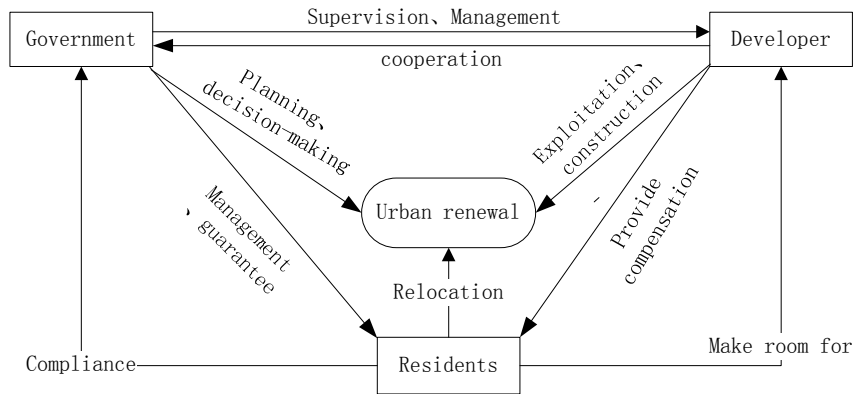 Supervision、Management
Government
Developer
cooperation
Planning、
decision-making
Exploitation、
construction
Management
、guarantee
Urban renewal
Provide
compensation
Relocation
Compliance
Residents
Make room for